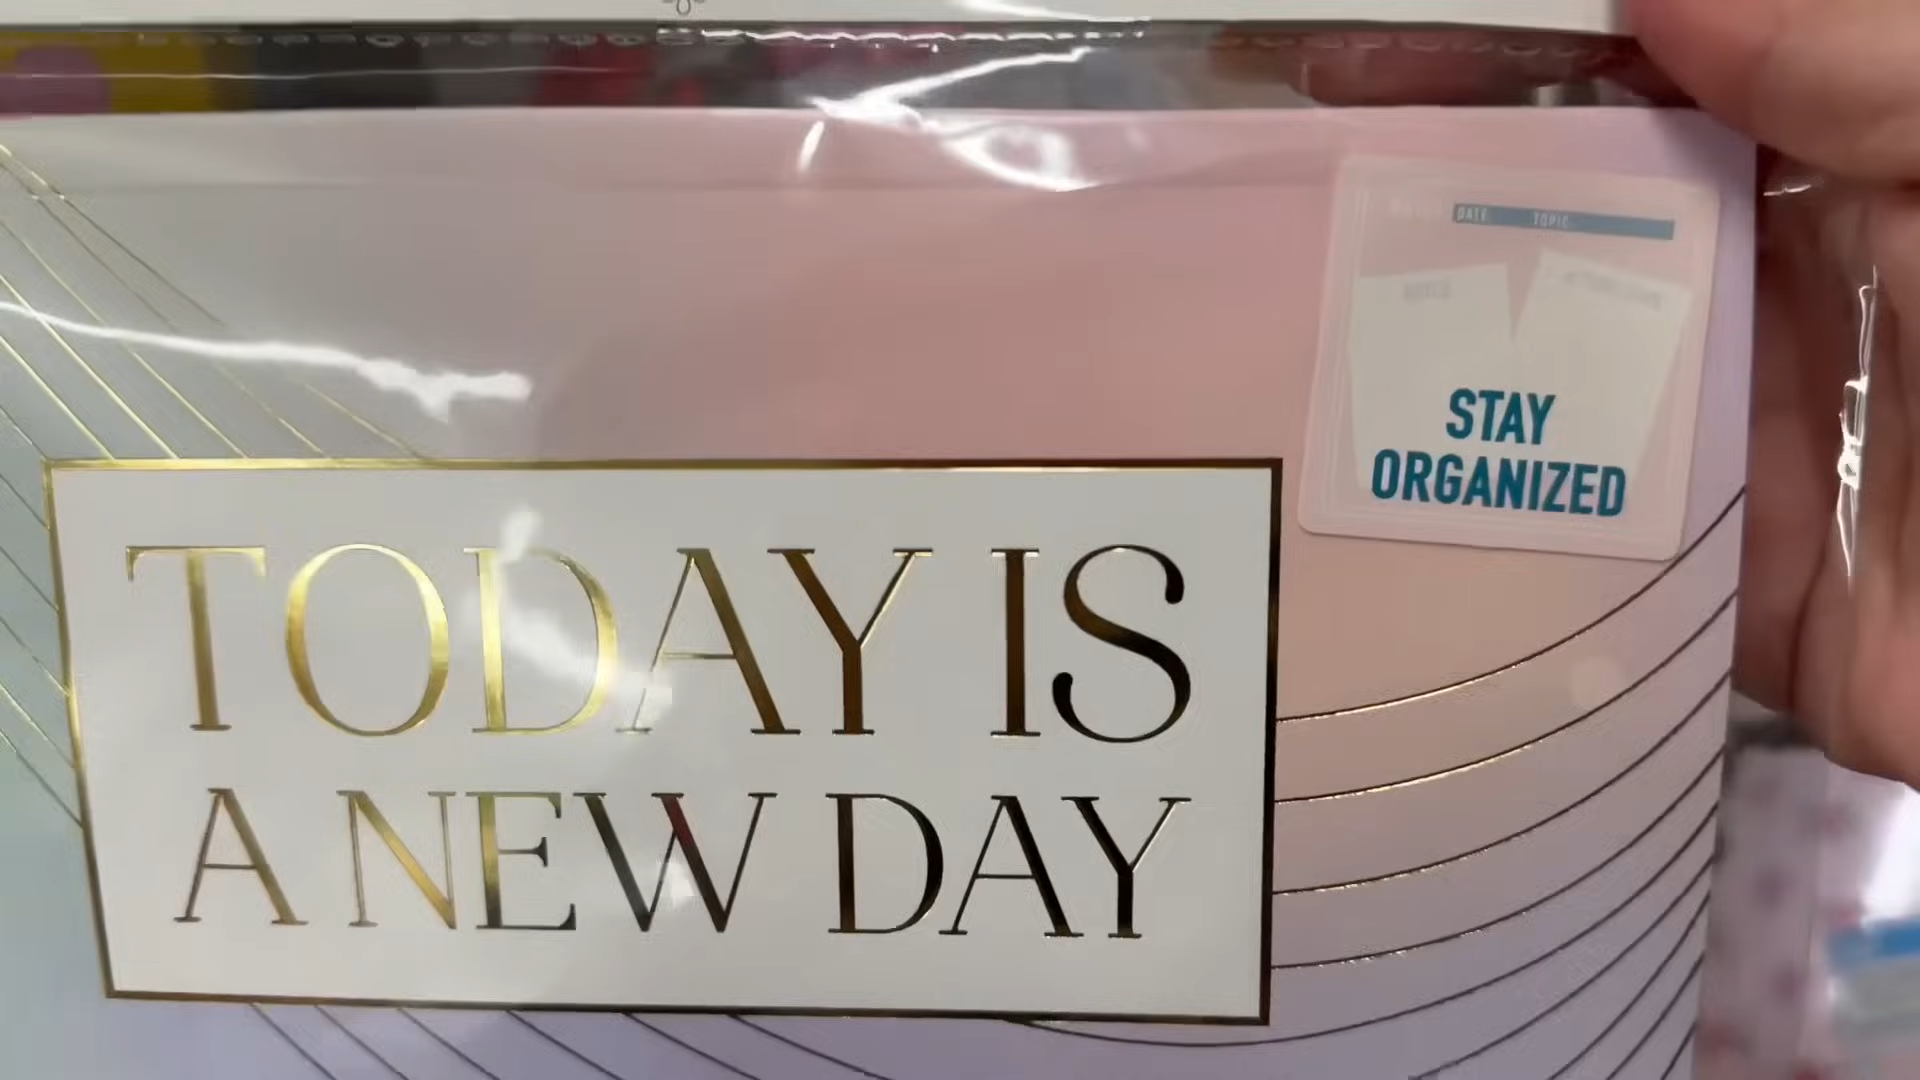 DATE TOPIC
STAY
ORGANIZED
TODAY IS
A NEW DAY